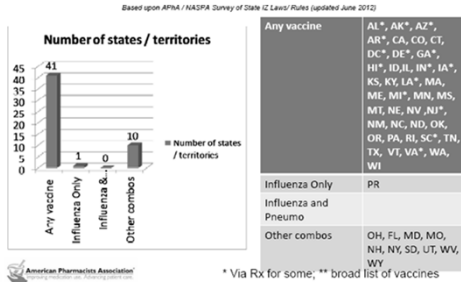 Based upon APhA / NASPA Survey of State IZ Laws/ Rules (updated June 2012)
Number of states / territories
45
40
35
30
25
20
15
10
5
0
41
1
0
10
Any vaccine
Influenza Only
Influenza &...
Other combos
Number of states
/ territories
Any vaccine
AL*, AK*, AZ*,
AR*, CA, CO, CT,
DC*, DE*, GA*,
HI*, ID,IL, IN*, IA*,
KS, KY, LA*, MA,
ME, MI*, MN, MS,
MT, NE, NV ,NJ*,
NM, NC, ND, OK,
OR, PA, RI, SC*, TN,
TX, VT, VA*, WA,
WI
Influenza Only
PR
Influenza and
Pneumo
Other combos
OH, FL, MD, MO,
NH, NY, SD, UT, WV,
WY
American Pharmacists Association
Improving medication use. Advancing patient care.
* Via Rx for some; ** broad list of vaccines